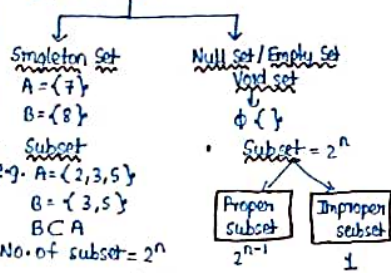 Singleton Set
A = {7}
B = {8}
Subset
e.g. A = {2,3,5}
B = {3,5}
B ⊂ A
No. of subset = 2ⁿ
Null Set / Empty Set
Void set
ϕ { }
• Subset = 2ⁿ
Proper subset
2ⁿ⁻¹
Improper subset
1